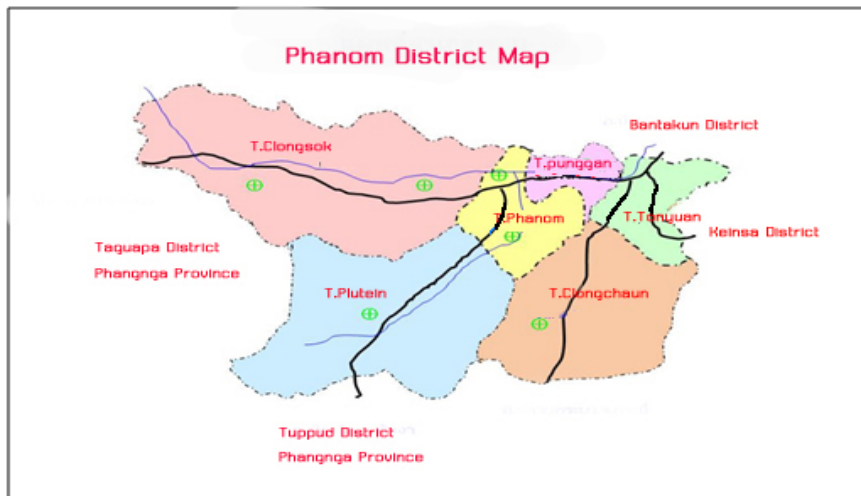 Phanom District Map
Bantakun District
T.Clongsok
T.punggan
T.Phanom
T.Tonyuan
Keinsa District
Taguapa District
Phangnga Province
T.Plutein
T.Clongchaun
Tuppud District
Phangnga Province